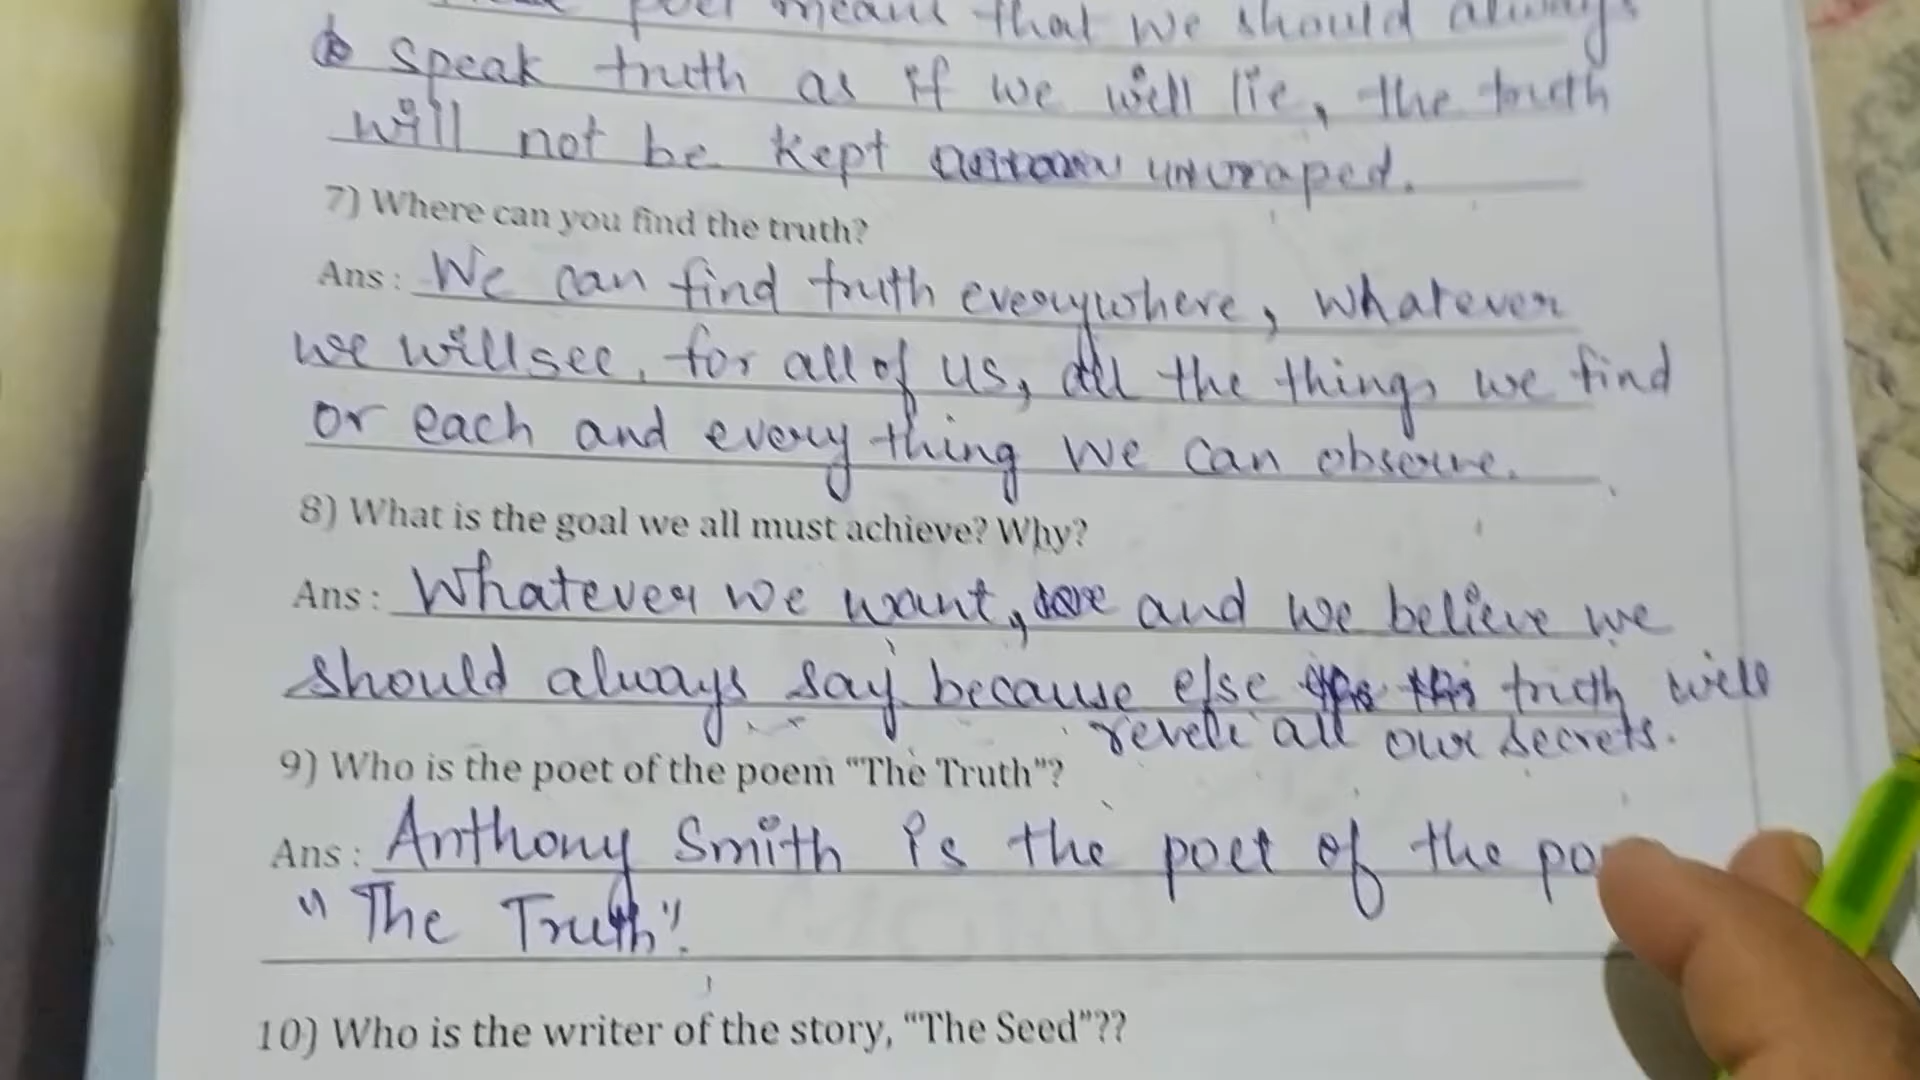 poet means that we should always
speak truth as if we will lie, the truth
will not be kept unwraped.
7) Where can you find the truth?
Ans : We can find truth everywhere, whatever
we will see, for all of us, all the things we find
or each and every thing we can observe.
8) What is the goal we all must achieve? Why?
Ans : Whatever we want, and we believe we
should always say because else truth will
revele all our secrets.
9) Who is the poet of the poem "The Truth"?
Ans : Anthony Smith is the poet of the
"The Truth".
10) Who is the writer of the story, "The Seed"??